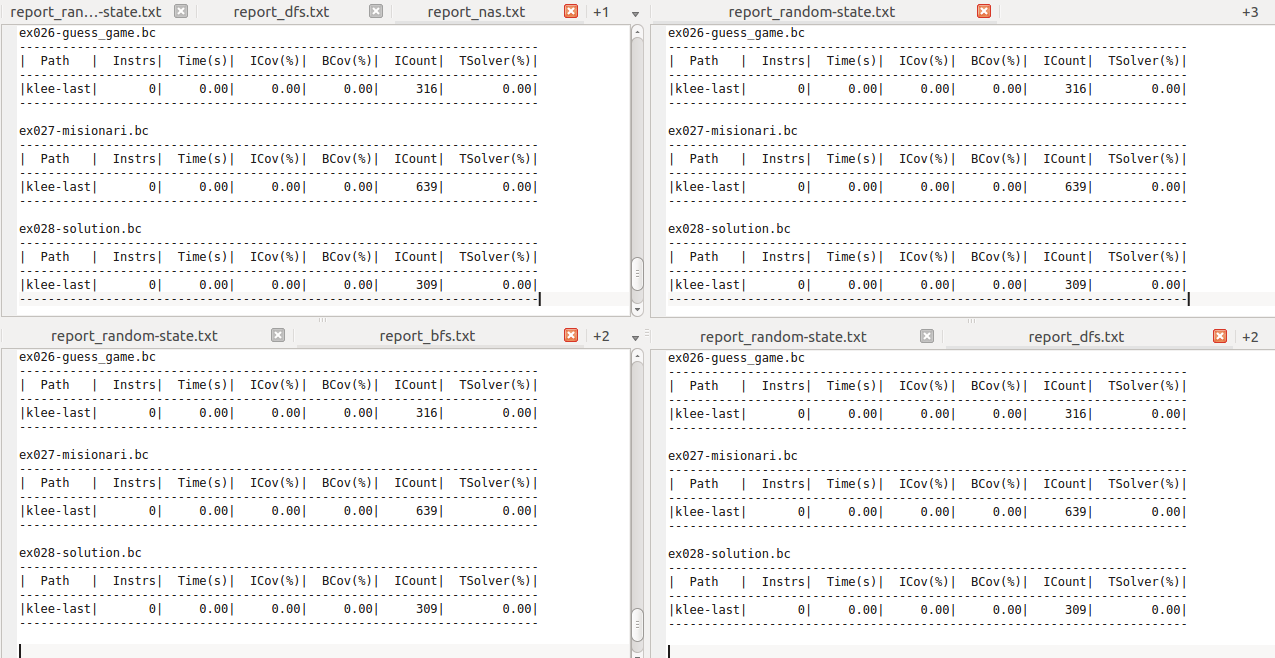 report_ran...-state.txt report_dfs.txt report_nas.txt +1
ex026-guess_game.bc
------------------------------------------------------------------------
|  Path   |  Instrs|  Time(s)|  ICov(%)|  BCov(%)|  ICount|  TSolver(%)|
------------------------------------------------------------------------
|klee-last|       0|     0.00|     0.00|     0.00|     316|        0.00|
------------------------------------------------------------------------
ex027-misionari.bc
------------------------------------------------------------------------
|  Path   |  Instrs|  Time(s)|  ICov(%)|  BCov(%)|  ICount|  TSolver(%)|
------------------------------------------------------------------------
|klee-last|       0|     0.00|     0.00|     0.00|     639|        0.00|
------------------------------------------------------------------------
ex028-solution.bc
------------------------------------------------------------------------
|  Path   |  Instrs|  Time(s)|  ICov(%)|  BCov(%)|  ICount|  TSolver(%)|
------------------------------------------------------------------------
|klee-last|       0|     0.00|     0.00|     0.00|     309|        0.00|
------------------------------------------------------------------------
report_random-state.txt +3
ex026-guess_game.bc
------------------------------------------------------------------------
|  Path   |  Instrs|  Time(s)|  ICov(%)|  BCov(%)|  ICount|  TSolver(%)|
------------------------------------------------------------------------
|klee-last|       0|     0.00|     0.00|     0.00|     316|        0.00|
------------------------------------------------------------------------
ex027-misionari.bc
------------------------------------------------------------------------
|  Path   |  Instrs|  Time(s)|  ICov(%)|  BCov(%)|  ICount|  TSolver(%)|
------------------------------------------------------------------------
|klee-last|       0|     0.00|     0.00|     0.00|     639|        0.00|
------------------------------------------------------------------------
ex028-solution.bc
------------------------------------------------------------------------
|  Path   |  Instrs|  Time(s)|  ICov(%)|  BCov(%)|  ICount|  TSolver(%)|
------------------------------------------------------------------------
|klee-last|       0|     0.00|     0.00|     0.00|     309|        0.00|
------------------------------------------------------------------------
report_random-state.txt report_bfs.txt +2
ex026-guess_game.bc
------------------------------------------------------------------------
|  Path   |  Instrs|  Time(s)|  ICov(%)|  BCov(%)|  ICount|  TSolver(%)|
------------------------------------------------------------------------
|klee-last|       0|     0.00|     0.00|     0.00|     316|        0.00|
------------------------------------------------------------------------
ex027-misionari.bc
------------------------------------------------------------------------
|  Path   |  Instrs|  Time(s)|  ICov(%)|  BCov(%)|  ICount|  TSolver(%)|
------------------------------------------------------------------------
|klee-last|       0|     0.00|     0.00|     0.00|     639|        0.00|
------------------------------------------------------------------------
ex028-solution.bc
------------------------------------------------------------------------
|  Path   |  Instrs|  Time(s)|  ICov(%)|  BCov(%)|  ICount|  TSolver(%)|
------------------------------------------------------------------------
|klee-last|       0|     0.00|     0.00|     0.00|     309|        0.00|
------------------------------------------------------------------------
report_random-state.txt report_dfs.txt +2
ex026-guess_game.bc
------------------------------------------------------------------------
|  Path   |  Instrs|  Time(s)|  ICov(%)|  BCov(%)|  ICount|  TSolver(%)|
------------------------------------------------------------------------
|klee-last|       0|     0.00|     0.00|     0.00|     316|        0.00|
------------------------------------------------------------------------
ex027-misionari.bc
------------------------------------------------------------------------
|  Path   |  Instrs|  Time(s)|  ICov(%)|  BCov(%)|  ICount|  TSolver(%)|
------------------------------------------------------------------------
|klee-last|       0|     0.00|     0.00|     0.00|     639|        0.00|
------------------------------------------------------------------------
ex028-solution.bc
------------------------------------------------------------------------
|  Path   |  Instrs|  Time(s)|  ICov(%)|  BCov(%)|  ICount|  TSolver(%)|
------------------------------------------------------------------------
|klee-last|       0|     0.00|     0.00|     0.00|     309|        0.00|
------------------------------------------------------------------------